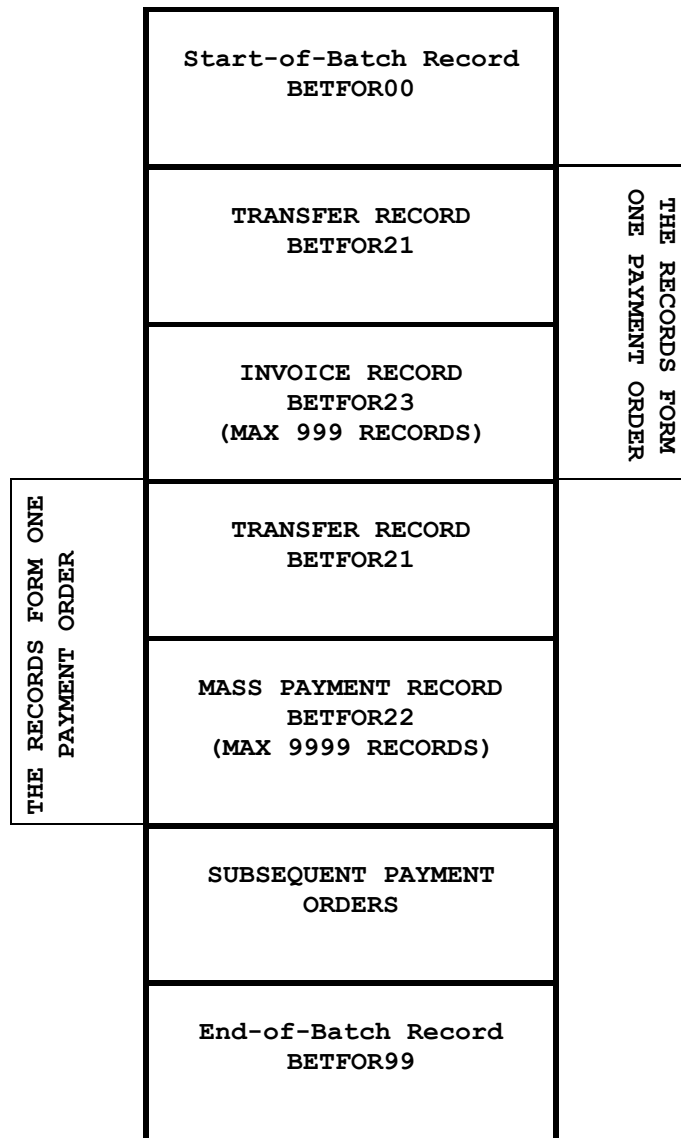 Start-of-Batch Record
BETFOR00
TRANSFER RECORD
BETFOR21
THE RECORDS FORM
ONE PAYMENT ORDER
INVOICE RECORD
BETFOR23
(MAX 999 RECORDS)
TRANSFER RECORD
BETFOR21
THE RECORDS FORM ONE
PAYMENT ORDER
MASS PAYMENT RECORD
BETFOR22
(MAX 9999 RECORDS)
SUBSEQUENT PAYMENT
ORDERS
End-of-Batch Record
BETFOR99